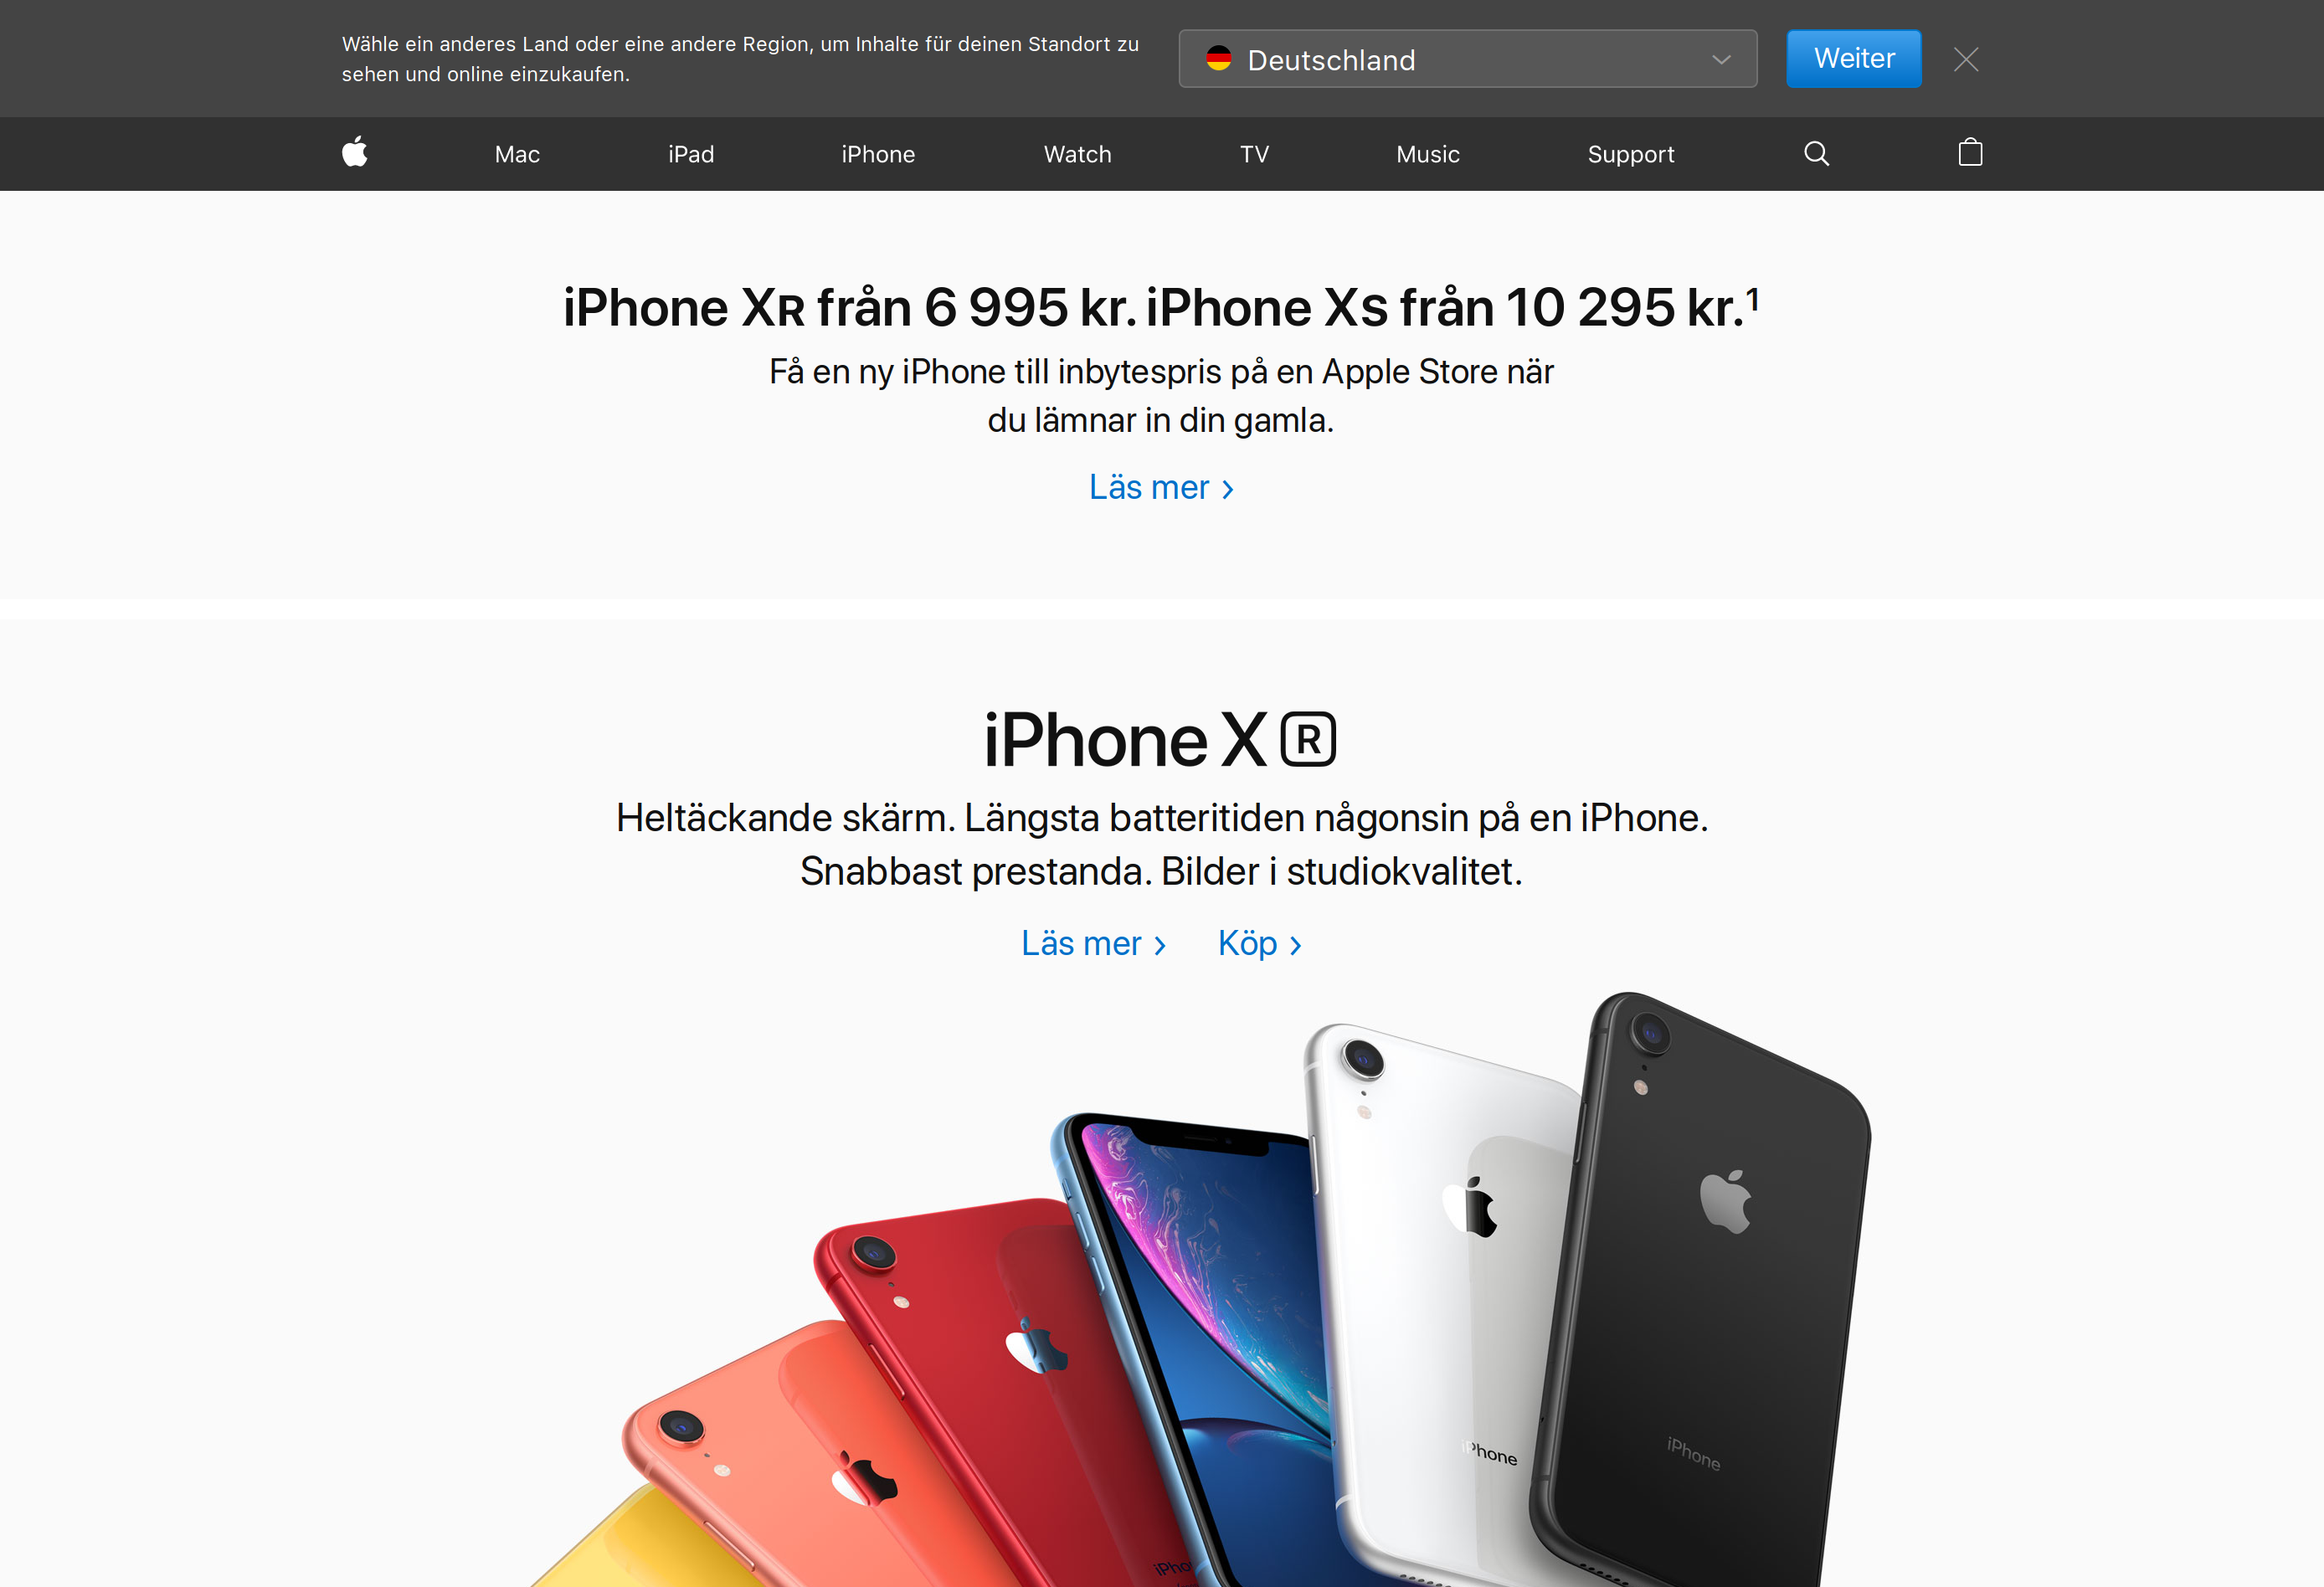 Wähle ein anderes Land oder eine andere Region, um Inhalte für deinen Standort zu
sehen und online einzukaufen.
Deutschland
Weiter
Mac
iPad
iPhone
Watch
TV
Music
Support
iPhone XR från 6 995 kr. iPhone XS från 10 295 kr.¹
Få en ny iPhone till inbytespris på en Apple Store när
du lämnar in din gamla.
Läs mer ›
iPhone X R
Heltäckande skärm. Längsta batteritiden någonsin på en iPhone.
Snabbast prestanda. Bilder i studiokvalitet.
Läs mer › Köp ›
iPhone
iPhone